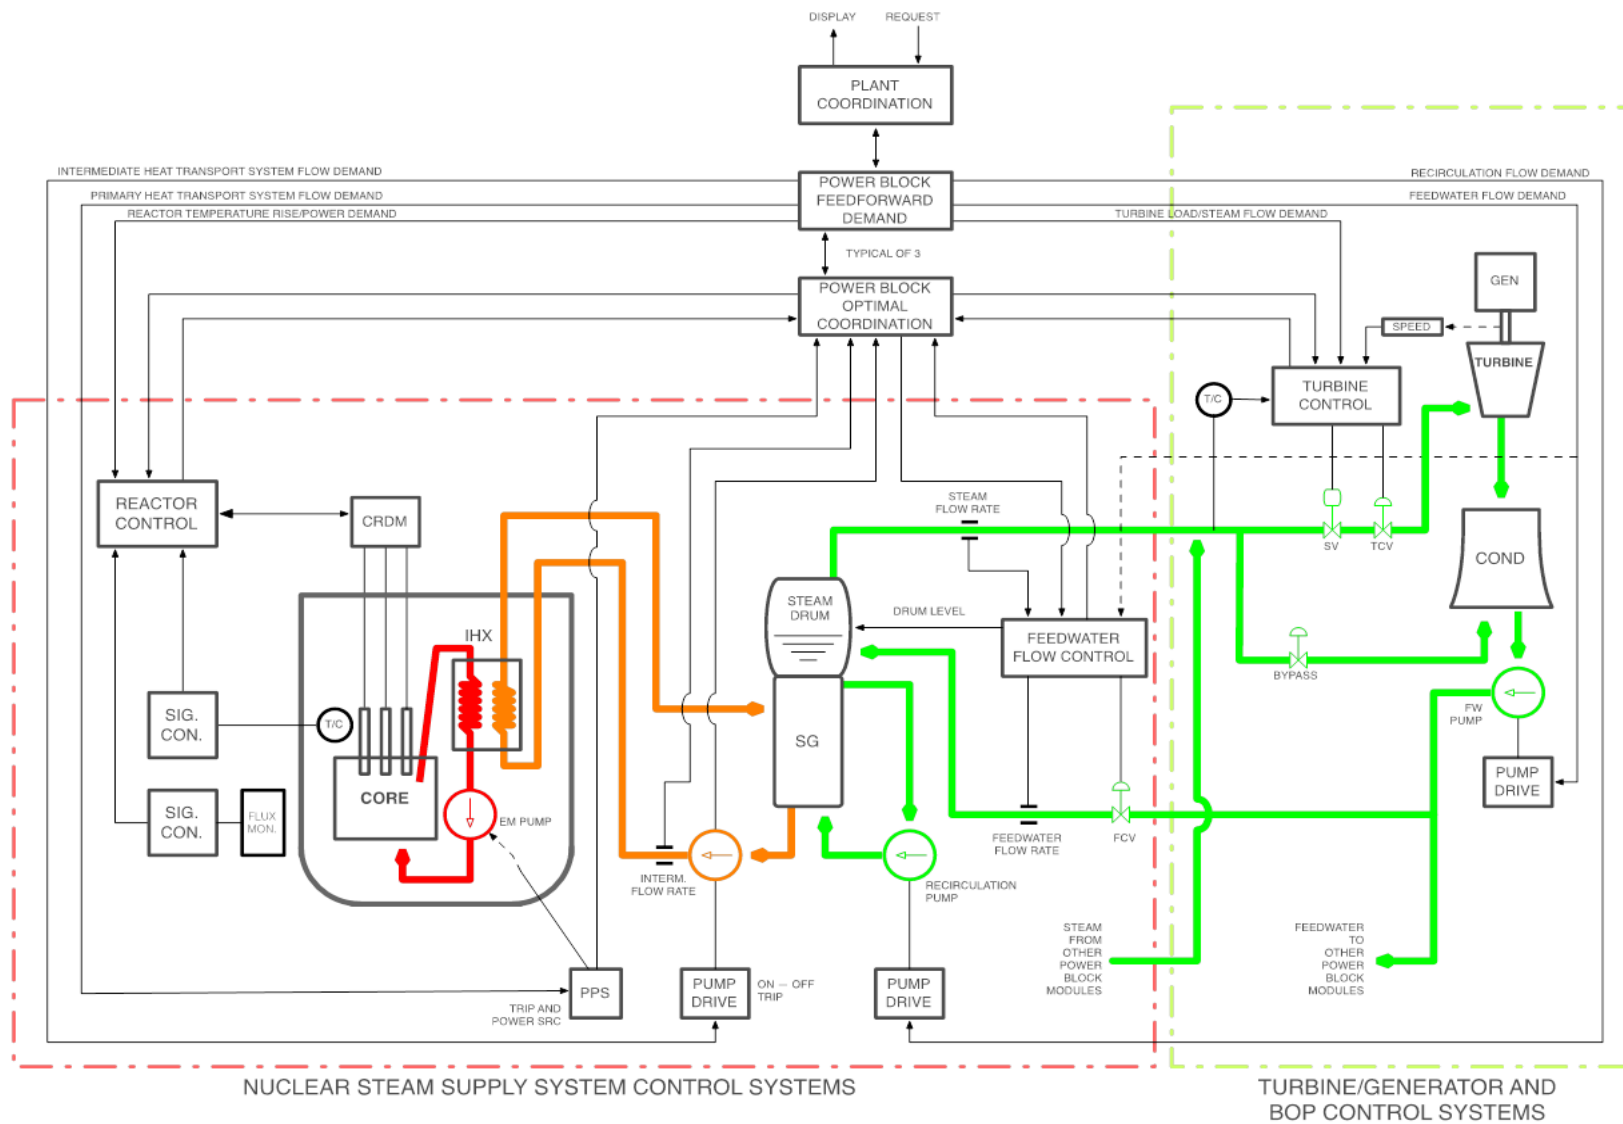 DISPLAY
REQUEST
PLANT
COORDINATION
INTERMEDIATE HEAT TRANSPORT SYSTEM FLOW DEMAND
PRIMARY HEAT TRANSPORT SYSTEM FLOW DEMAND
REACTOR TEMPERATURE RISE/POWER DEMAND
POWER BLOCK
FEEDFORWARD
DEMAND
RECIRCULATION FLOW DEMAND
FEEDWATER FLOW DEMAND
TURBINE LOAD/STEAM FLOW DEMAND
TYPICAL OF 3
POWER BLOCK
OPTIMAL
COORDINATION
GEN
SPEED
TURBINE
TURBINE
CONTROL
T/C
REACTOR
CONTROL
CRDM
STEAM
FLOW RATE
SV
TCV
COND
STEAM
DRUM
DRUM LEVEL
FEEDWATER
FLOW CONTROL
IHX
BYPASS
SIG.
CON.
T/C
SG
FW
PUMP
PUMP
DRIVE
CORE
SIG.
CON.
FLUX
MON.
EM PUMP
FEEDWATER
FLOW RATE
FCV
INTERM.
FLOW RATE
RECIRCULATION
PUMP
STEAM
FROM
OTHER
POWER
BLOCK
MODULES
FEEDWATER
TO
OTHER
POWER
BLOCK
MODULES
PPS
TRIP AND
POWER SRC
PUMP
DRIVE
ON – OFF
TRIP
PUMP
DRIVE
NUCLEAR STEAM SUPPLY SYSTEM CONTROL SYSTEMS
TURBINE/GENERATOR AND
BOP CONTROL SYSTEMS